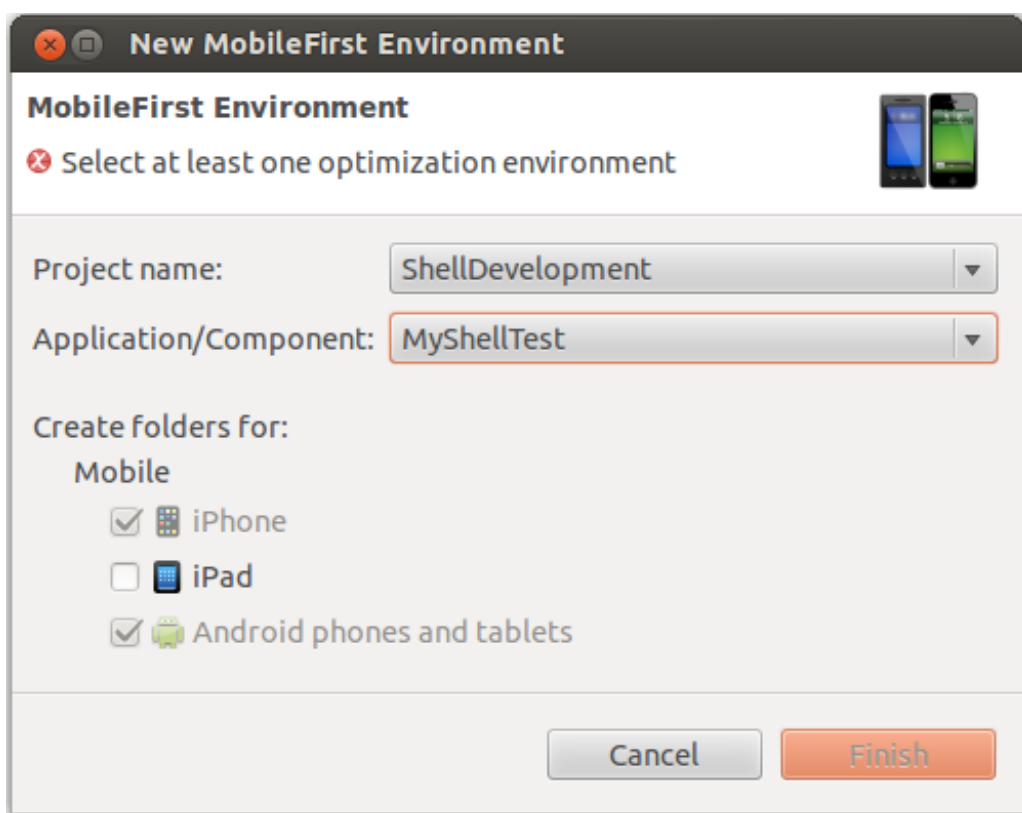 New MobileFirst Environment
MobileFirst Environment
Select at least one optimization environment
Project name: ShellDevelopment
Application/Component: MyShellTest
Create folders for:
Mobile
iPhone
iPad
Android phones and tablets
Cancel Finish